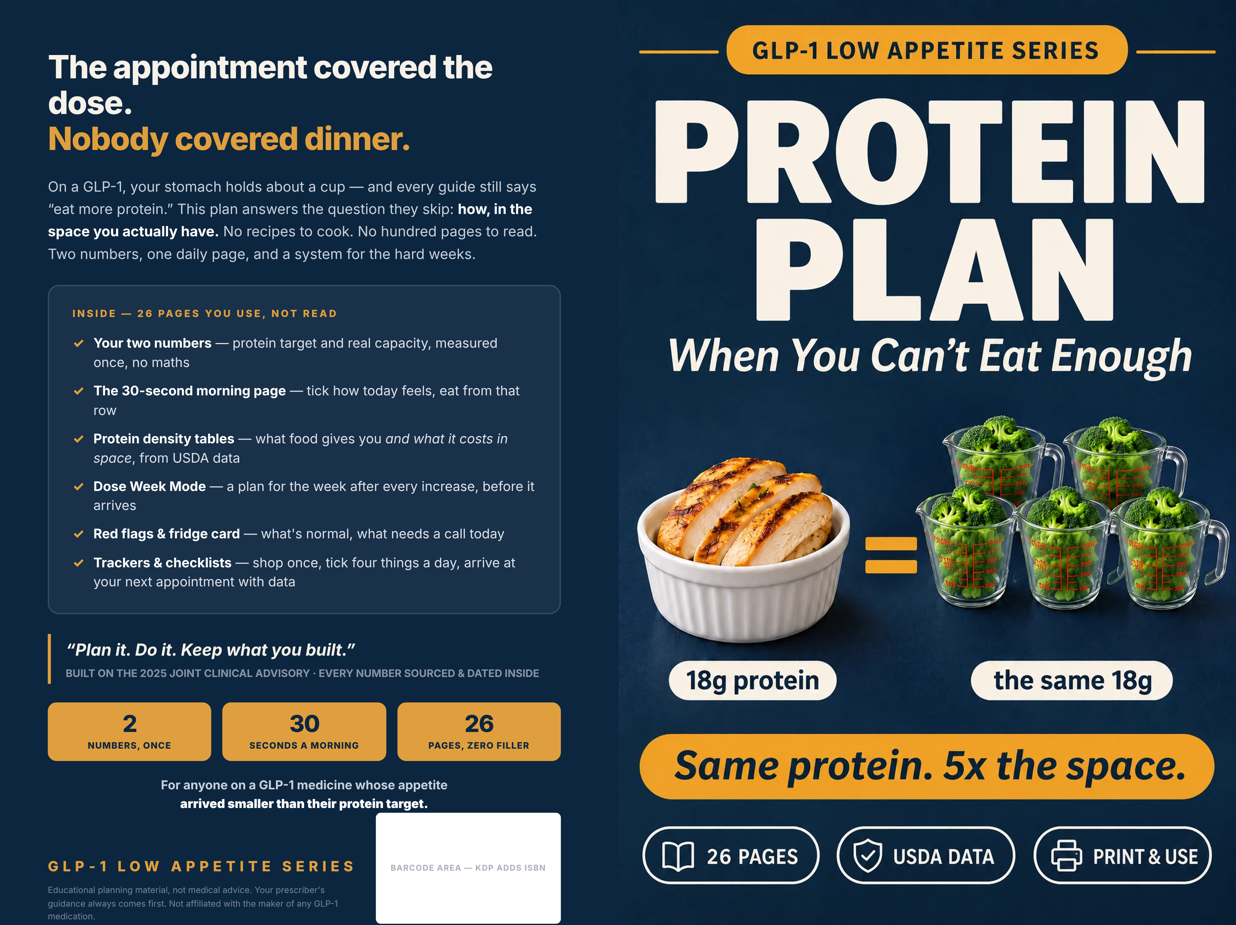 The appointment covered the
dose.
Nobody covered dinner.
On a GLP-1, your stomach holds about a cup — and every guide still says
“eat more protein.” This plan answers the question they skip: how, in the
space you actually have. No recipes to cook. No hundred pages to read.
Two numbers, one daily page, and a system for the hard weeks.
INSIDE — 26 PAGES YOU USE, NOT READ
✓ Your two numbers — protein target and real capacity, measured
once, no maths
✓ The 30-second morning page — tick how today feels, eat from that
row
✓ Protein density tables — what food gives you and what it costs in
space, from USDA data
✓ Dose Week Mode — a plan for the week after every increase, before it
arrives
✓ Red flags & fridge card — what's normal, what needs a call today
✓ Trackers & checklists — shop once, tick four things a day, arrive at
your next appointment with data
“Plan it. Do it. Keep what you built.”
BUILT ON THE 2025 JOINT CLINICAL ADVISORY · EVERY NUMBER SOURCED & DATED INSIDE
2
NUMBERS, ONCE
30
SECONDS A MORNING
26
PAGES, ZERO FILLER
For anyone on a GLP-1 medicine whose appetite
arrived smaller than their protein target.
GLP-1 LOW APPETITE SERIES
Educational planning material, not medical advice. Your prescriber's
guidance always comes first. Not affiliated with the maker of any GLP-1
medication.
BARCODE AREA — KDP ADDS ISBN
GLP-1 LOW APPETITE SERIES
PROTEIN
PLAN
When You Can’t Eat Enough
18g protein
the same 18g
Same protein. 5x the space.
26 PAGES
USDA DATA
PRINT & USE